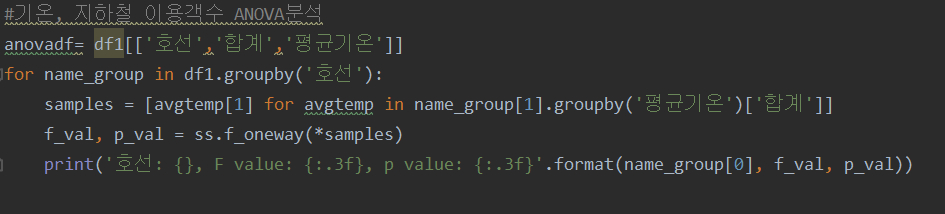 #기온, 지하철 이용객수 ANOVA분석
anovadf= df1[['호선','합계','평균기온']]
for name_group in df1.groupby('호선'):
samples = [avgtemp[1] for avgtemp in name_group[1].groupby('평균기온')['합계']]
f_val, p_val = ss.f_oneway(*samples)
print('호선: {}, F value: {:.3f}, p value: {:.3f}'.format(name_group[0], f_val, p_val))